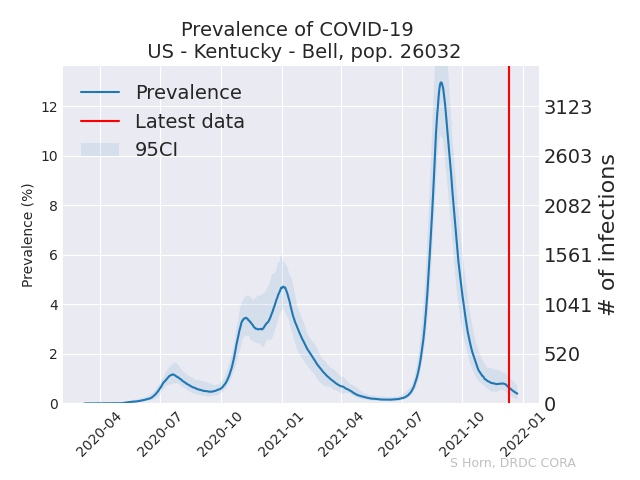 Prevalence of COVID-19
US - Kentucky - Bell, pop. 26032
Prevalence
Latest data
95CI
Prevalence (%)
12
10
8
6
4
2
0
3123
2603
2082
1561
1041
520
0
# of infections
2020-04
2020-07
2020-10
2021-01
2021-04
2021-07
2021-10
2022-01
S Horn, DRDC CORA